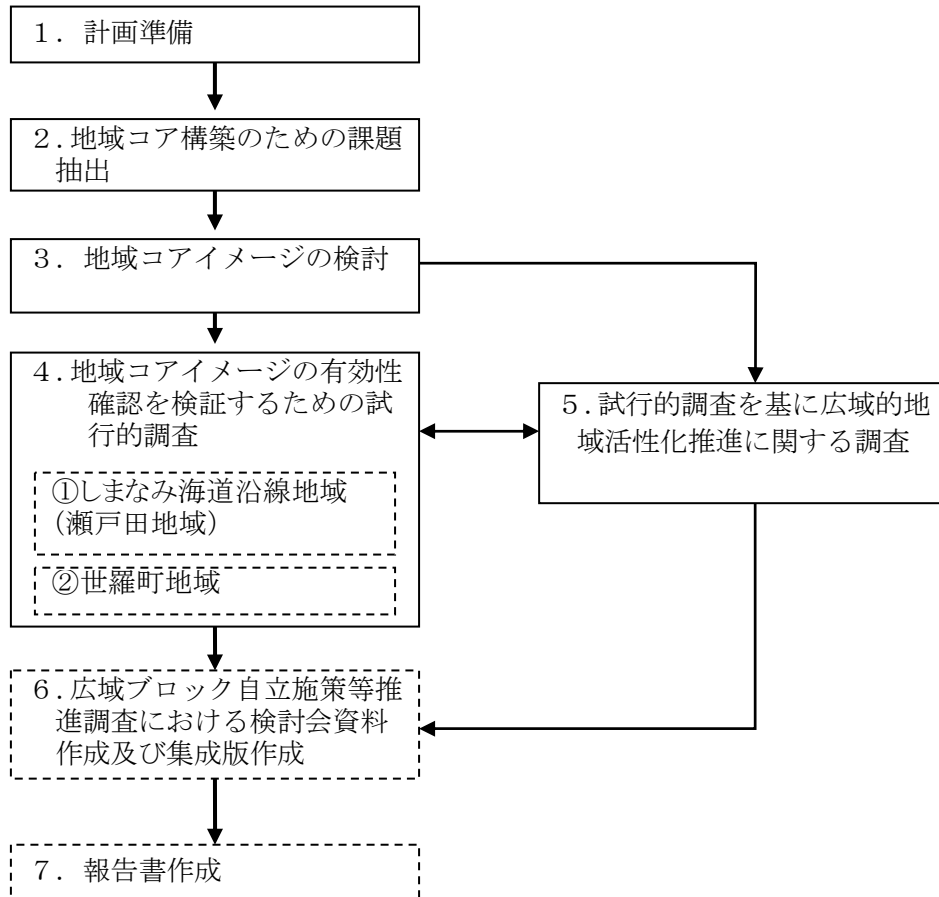 １．計画準備
２.地域コア構築のための課題
抽出
３．地域コアイメージの検討
４.地域コアイメージの有効性
確認を検証するための試
行的調査
①しまなみ海道沿線地域
(瀬戸田地域)
②世羅町地域
５.試行的調査を基に広域的地
域活性化推進に関する調査
６.広域ブロック自立施策等推
進調査における検討会資料
作成及び集成版作成
７．報告書作成